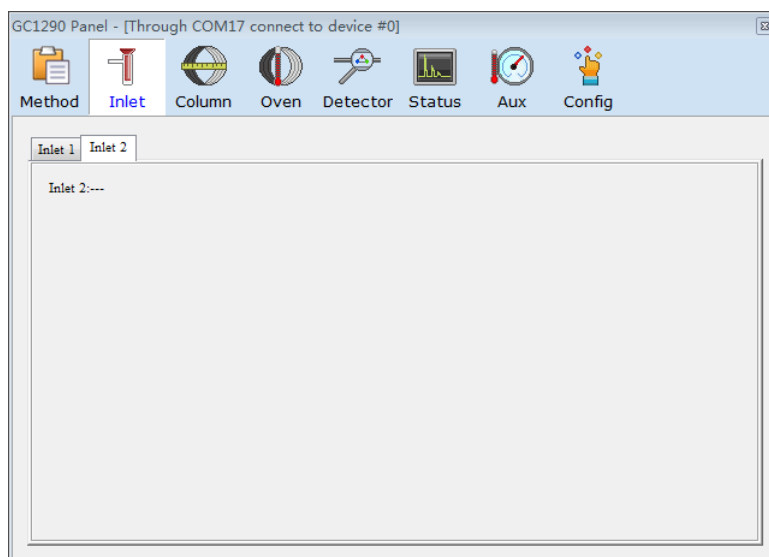 GC1290 Panel - [Through COM17 connect to device #0]
Method Inlet Column Oven Detector Status Aux Config
Inlet 1 Inlet 2
Inlet 2:---